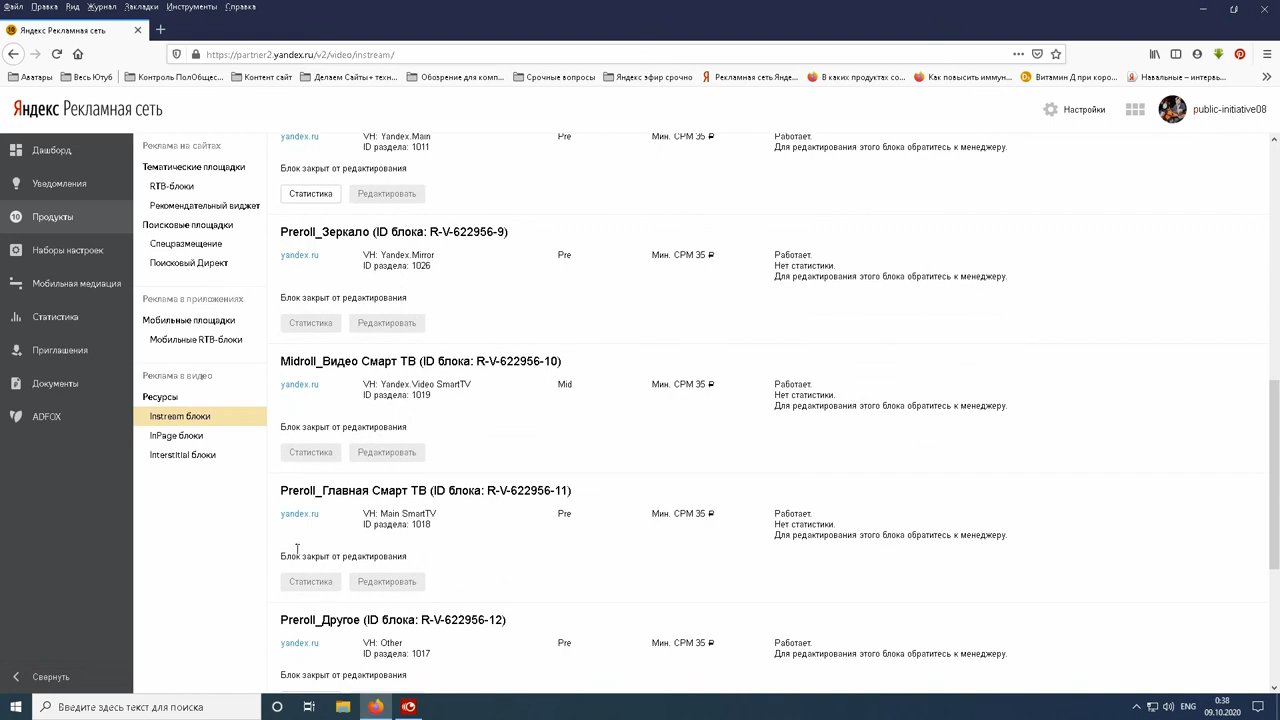 Файл Правка Вид Журнал Закладки Инструменты Справка
Яндекс Рекламная сеть
https://partner2.yandex.ru/v2/video/instream/
Аватары Весь Ютуб Контроль ПолОбщес... Контент сайт Делаем Сайты+ техн... Обозрение для комп... Срочные вопросы Яндекс эфир срочно Рекламная сеть Янде... В каких продуктах со... Как повысить иммун... Витамин Д при коро... Навальные – интервь...
Яндекс Рекламная сеть
Настройки
public-initiative08
Дашборд
Уведомления
Продукты
Наборы настроек
Мобильная медиация
Статистика
Приглашения
Документы
ADFOX
Свернуть
Реклама на сайтах
Тематические площадки
RTB-блоки
Рекомендательный виджет
Поисковые площадки
Спецразмещение
Поисковый Директ
Реклама в приложениях
Мобильные площадки
Мобильные RTB-блоки
Реклама в видео
Ресурсы
Instream блоки
InPage блоки
Interstitial блоки
yandex.ru VH: Yandex.Main Pre Мин. CPM 35 ₽ Работает.
ID раздела: 1011 Для редактирования этого блока обратитесь к менеджеру.
Блок закрыт от редактирования
Статистика Редактировать
Preroll_Зеркало (ID блока: R-V-622956-9)
yandex.ru VH: Yandex.Mirror Pre Мин. CPM 35 ₽ Работает.
ID раздела: 1026 Нет статистики.
Для редактирования этого блока обратитесь к менеджеру.
Блок закрыт от редактирования
Статистика Редактировать
Midroll_Видео Смарт ТВ (ID блока: R-V-622956-10)
yandex.ru VH: Yandex.Video SmartTV Mid Мин. CPM 35 ₽ Работает.
ID раздела: 1019 Нет статистики.
Для редактирования этого блока обратитесь к менеджеру.
Блок закрыт от редактирования
Статистика Редактировать
Preroll_Главная Смарт ТВ (ID блока: R-V-622956-11)
yandex.ru VH: Main SmartTV Pre Мин. CPM 35 ₽ Работает.
ID раздела: 1018 Нет статистики.
Для редактирования этого блока обратитесь к менеджеру.
Блок закрыт от редактирования
Статистика Редактировать
Preroll_Другое (ID блока: R-V-622956-12)
yandex.ru VH: Other Pre Мин. CPM 35 ₽ Работает.
ID раздела: 1017 Для редактирования этого блока обратитесь к менеджеру.
Блок закрыт от редактирования
Введите здесь текст для поиска
ENG
0:38
09.10.2020